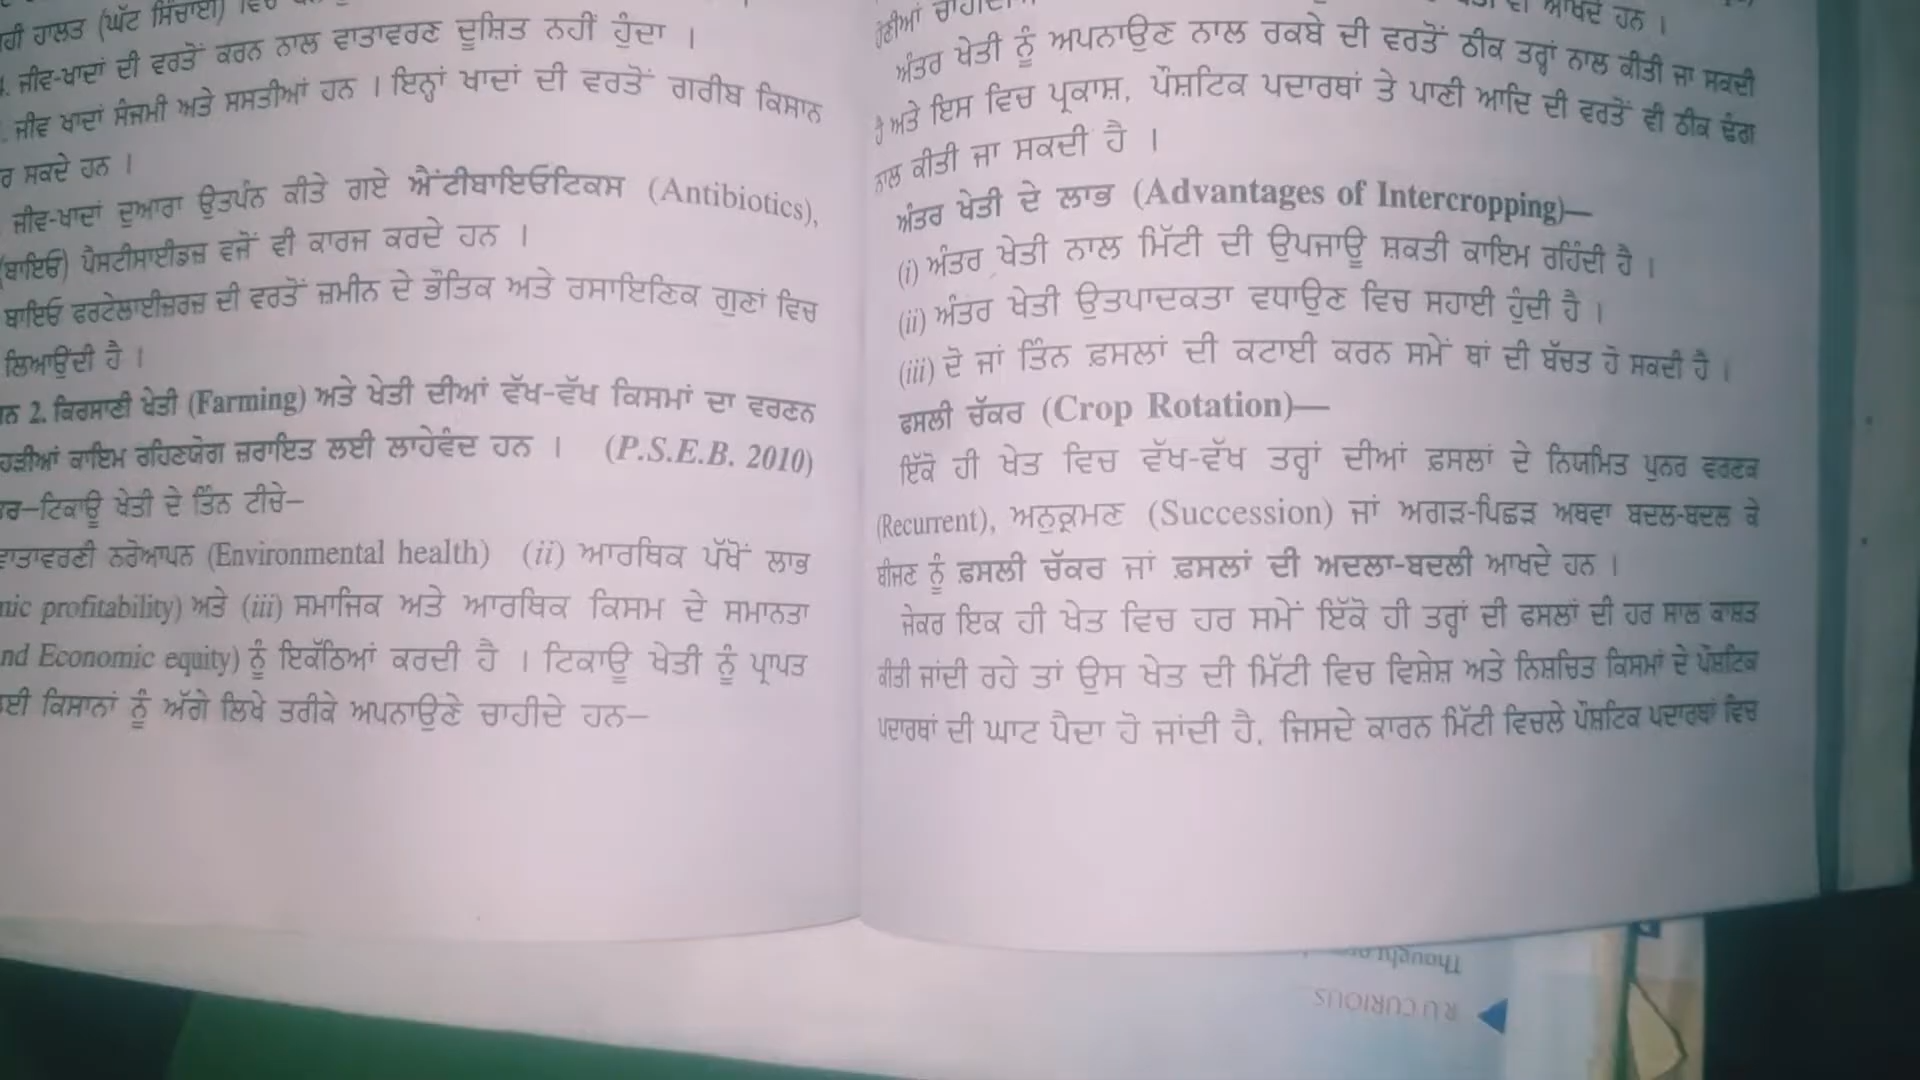 ਹੀ ਹਾਲਤ (ਘੱਟ ਸਿੰਚਾਈ) ਵਿਚ
4. ਜੀਵ-ਖਾਦਾਂ ਦੀ ਵਰਤੋਂ ਕਰਨ ਨਾਲ ਵਾਤਾਵਰਣ ਦੂਸ਼ਿਤ ਨਹੀਂ ਹੁੰਦਾ ।
. ਜੀਵ ਖਾਦਾਂ ਸੰਜਮੀ ਅਤੇ ਸਸਤੀਆਂ ਹਨ । ਇਨ੍ਹਾਂ ਖਾਦਾਂ ਦੀ ਵਰਤੋਂ ਗਰੀਬ ਕਿਸਾਨ
ਰ ਸਕਦੇ ਹਨ ।
ਜੀਵ-ਖਾਦਾਂ ਦੁਆਰਾ ਉਤਪੰਨ ਕੀਤੇ ਗਏ ਐਂਟੀਬਾਇਓਟਿਕਸ (Antibiotics),
(ਬਾਇਓ) ਪੈਸਟੀਸਾਈਡਜ਼ ਵਜੋਂ ਵੀ ਕਾਰਜ ਕਰਦੇ ਹਨ ।
ਬਾਇਓ ਫਰਟੇਲਾਈਜ਼ਰਜ਼ ਦੀ ਵਰਤੋਂ ਜ਼ਮੀਨ ਦੇ ਭੌਤਿਕ ਅਤੇ ਰਸਾਇਣਿਕ ਗੁਣਾਂ ਵਿਚ
ਲਿਆਉਂਦੀ ਹੈ ।
ਨ 2. ਕਿਰਸਾਣੀ ਖੇਤੀ (Farming) ਅਤੇ ਖੇਤੀ ਦੀਆਂ ਵੱਖ-ਵੱਖ ਕਿਸਮਾਂ ਦਾ ਵਰਣਨ
ਹੜੀਆਂ ਕਾਇਮ ਰਹਿਣਯੋਗ ਜ਼ਰਾਇਤ ਲਈ ਲਾਹੇਵੰਦ ਹਨ । (P.S.E.B. 2010)
ਰ–ਟਿਕਾਊ ਖੇਤੀ ਦੇ ਤਿੰਨ ਟੀਚੇ–
ਵਾਤਾਵਰਣੀ ਨਰੋਆਪਨ (Environmental health) (ii) ਆਰਥਿਕ ਪੱਖੋਂ ਲਾਭ
nic profitability) ਅਤੇ (iii) ਸਮਾਜਿਕ ਅਤੇ ਆਰਥਿਕ ਕਿਸਮ ਦੇ ਸਮਾਨਤਾ
nd Economic equity) ਨੂੰ ਇਕੱਠਿਆਂ ਕਰਦੀ ਹੈ । ਟਿਕਾਊ ਖੇਤੀ ਨੂੰ ਪ੍ਰਾਪਤ
ਈ ਕਿਸਾਨਾਂ ਨੂੰ ਅੱਗੇ ਲਿਖੇ ਤਰੀਕੇ ਅਪਨਾਉਣੇ ਚਾਹੀਦੇ ਹਨ–
ਵੀ ਆਖਦੇ ਹਨ ।
ਹੋਣੀਆਂ
ਅੰਤਰ ਖੇਤੀ ਨੂੰ ਅਪਨਾਉਣ ਨਾਲ ਰਕਬੇ ਦੀ ਵਰਤੋਂ ਠੀਕ ਤਰ੍ਹਾਂ ਨਾਲ ਕੀਤੀ ਜਾ ਸਕਦੀ
ਹੈ ਅਤੇ ਇਸ ਵਿਚ ਪ੍ਰਕਾਸ਼, ਪੌਸ਼ਟਿਕ ਪਦਾਰਥਾਂ ਤੇ ਪਾਣੀ ਆਦਿ ਦੀ ਵਰਤੋਂ ਵੀ ਠੀਕ ਢੰਗ
ਨਾਲ ਕੀਤੀ ਜਾ ਸਕਦੀ ਹੈ ।
ਅੰਤਰ ਖੇਤੀ ਦੇ ਲਾਭ (Advantages of Intercropping)—
(i) ਅੰਤਰ ਖੇਤੀ ਨਾਲ ਮਿੱਟੀ ਦੀ ਉਪਜਾਊ ਸ਼ਕਤੀ ਕਾਇਮ ਰਹਿੰਦੀ ਹੈ ।
(ii) ਅੰਤਰ ਖੇਤੀ ਉਤਪਾਦਕਤਾ ਵਧਾਉਣ ਵਿਚ ਸਹਾਈ ਹੁੰਦੀ ਹੈ ।
(iii) ਦੋ ਜਾਂ ਤਿੰਨ ਫ਼ਸਲਾਂ ਦੀ ਕਟਾਈ ਕਰਨ ਸਮੇਂ ਥਾਂ ਦੀ ਬੱਚਤ ਹੋ ਸਕਦੀ ਹੈ ।
ਫਸਲੀ ਚੱਕਰ (Crop Rotation)—
ਇੱਕੋ ਹੀ ਖੇਤ ਵਿਚ ਵੱਖ-ਵੱਖ ਤਰ੍ਹਾਂ ਦੀਆਂ ਫ਼ਸਲਾਂ ਦੇ ਨਿਯਮਿਤ ਪੁਨਰ ਵਰਣਕ
(Recurrent), ਅਨੁਕ੍ਰਮਣ (Succession) ਜਾਂ ਅਗੜ-ਪਿਛੜ ਅਥਵਾ ਬਦਲ-ਬਦਲ ਕੇ
ਬੀਜਣ ਨੂੰ ਫ਼ਸਲੀ ਚੱਕਰ ਜਾਂ ਫ਼ਸਲਾਂ ਦੀ ਅਦਲਾ-ਬਦਲੀ ਆਖਦੇ ਹਨ ।
ਜੇਕਰ ਇਕ ਹੀ ਖੇਤ ਵਿਚ ਹਰ ਸਮੇਂ ਇੱਕੋ ਹੀ ਤਰ੍ਹਾਂ ਦੀ ਫਸਲਾਂ ਦੀ ਹਰ ਸਾਲ ਕਾਸ਼ਤ
ਕੀਤੀ ਜਾਂਦੀ ਰਹੇ ਤਾਂ ਉਸ ਖੇਤ ਦੀ ਮਿੱਟੀ ਵਿਚ ਵਿਸ਼ੇਸ਼ ਅਤੇ ਨਿਸ਼ਚਿਤ ਕਿਸਮਾਂ ਦੇ ਪੌਸ਼ਟਿਕ
ਪਦਾਰਥਾਂ ਦੀ ਘਾਟ ਪੈਦਾ ਹੋ ਜਾਂਦੀ ਹੈ, ਜਿਸਦੇ ਕਾਰਨ ਮਿੱਟੀ ਵਿਚਲੇ ਪੌਸ਼ਟਿਕ ਪਦਾਰਥਾਂ ਵਿਚ
Thought
R U CURIOUS